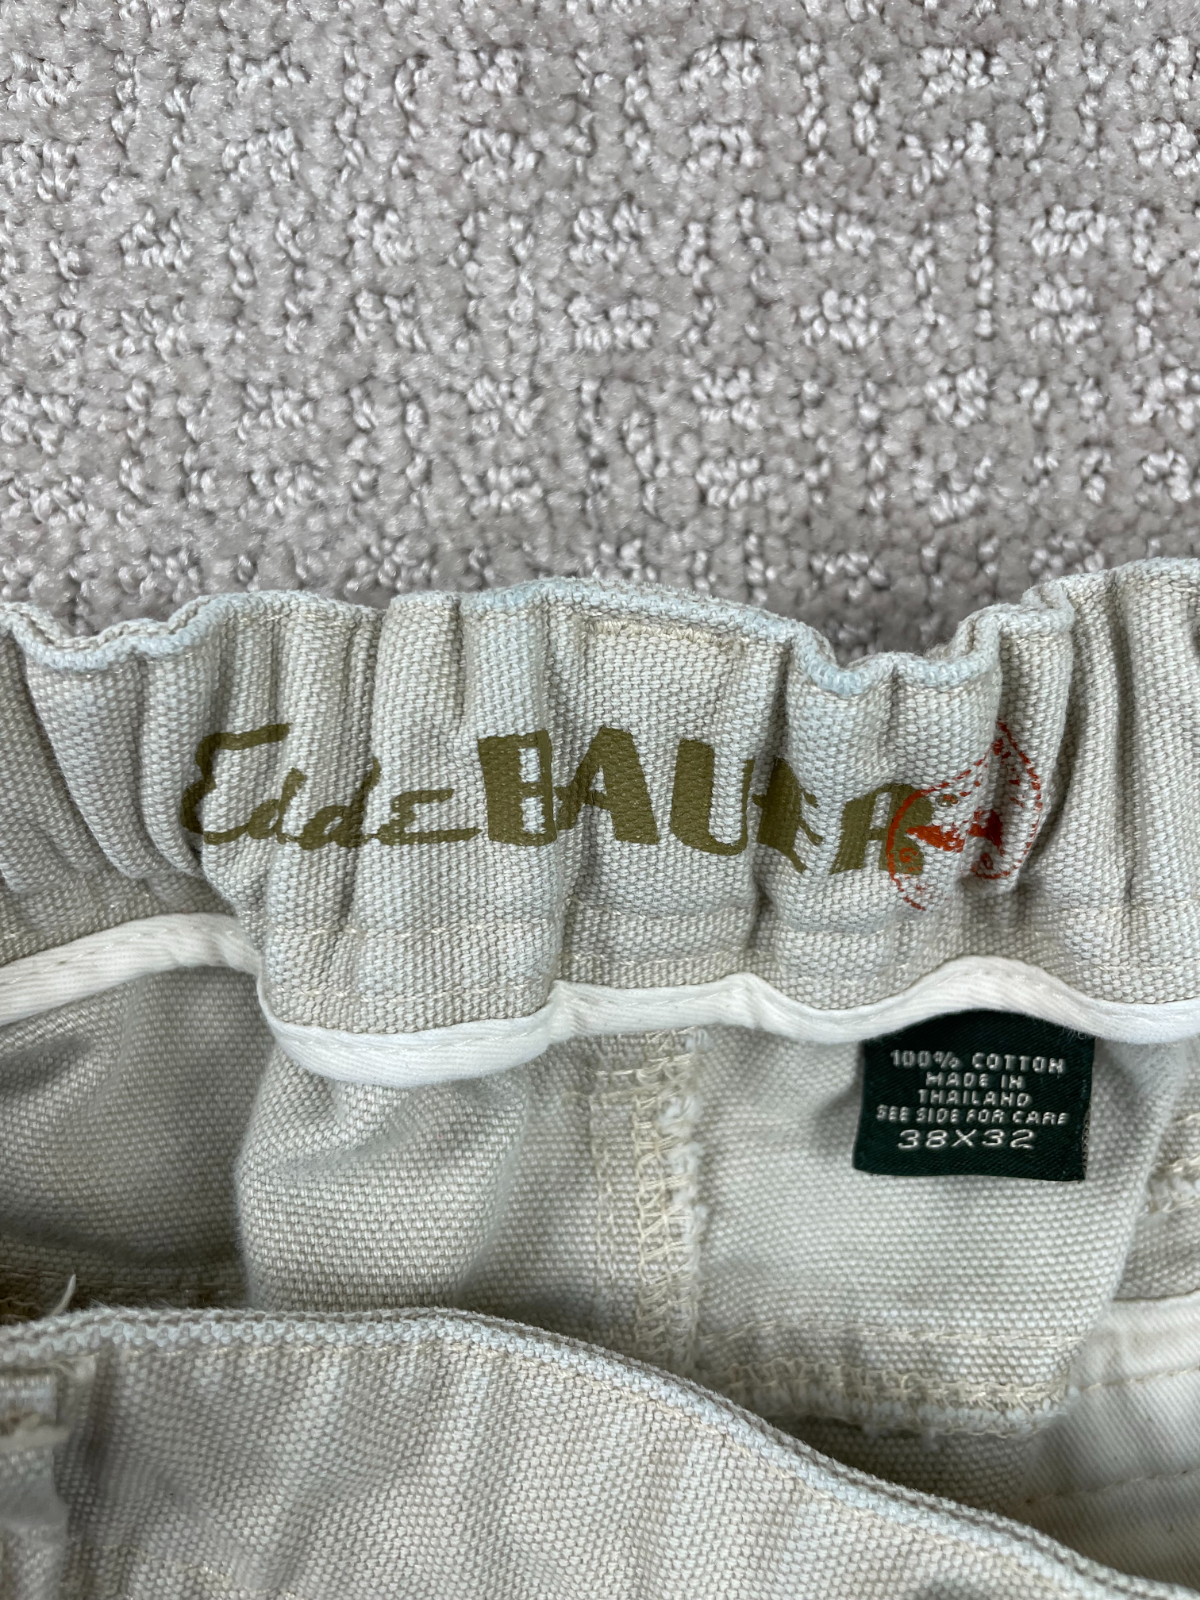 Eddie BAUER
100% COTTON
MADE IN
THAILAND
SEE SIDE FOR CARE
38X32